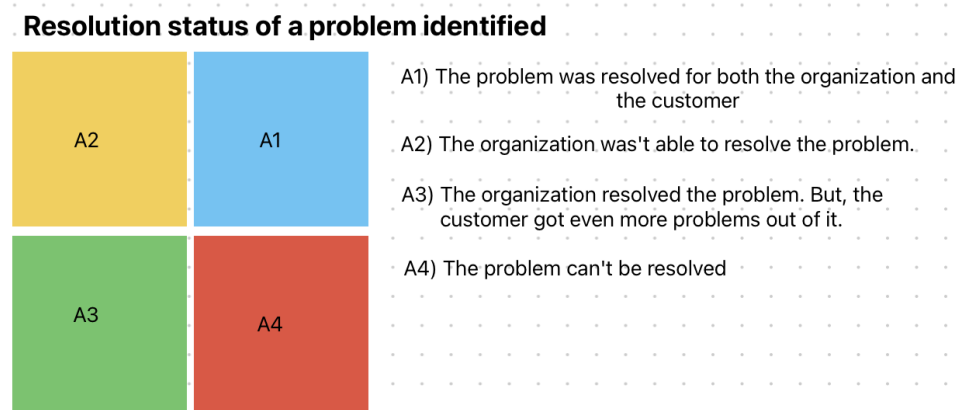 Resolution status of a problem identified
A2
A1
A3
A4
A1) The problem was resolved for both the organization and
the customer
A2) The organization was't able to resolve the problem.
A3) The organization resolved the problem. But, the
customer got even more problems out of it.
A4) The problem can't be resolved